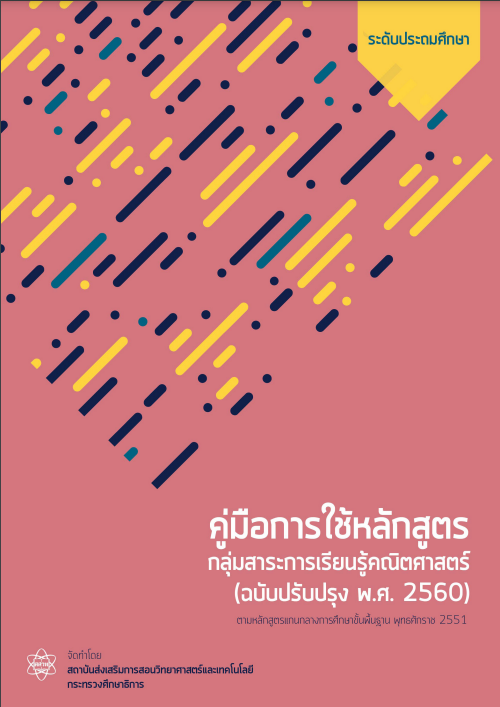 ระดับประถมศึกษา
คู่มือการใช้หลักสูตร
กลุ่มสาระการเรียนรู้คณิตศาสตร์
(ฉบับปรับปรุง พ.ศ. 2560)
ตามหลักสูตรแกนกลางการศึกษาขั้นพื้นฐาน พุทธศักราช 2551
สสวท
จัดทำโดย
สถาบันส่งเสริมการสอนวิทยาศาสตร์และเทคโนโลยี
กระทรวงศึกษาธิการ